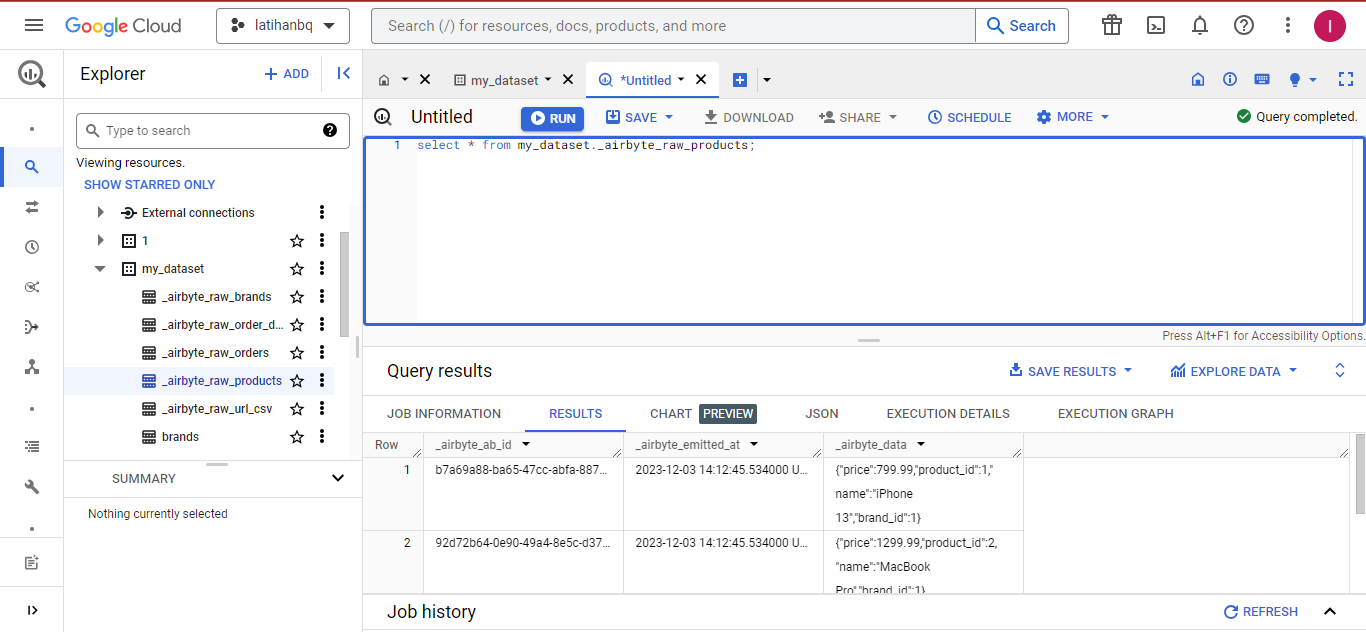 Google Cloud
latihanbq
Search (/) for resources, docs, products, and more
Search
I
Explorer
+ ADD
my_dataset
*Untitled
Type to search
Viewing resources.
SHOW STARRED ONLY
External connections
1
my_dataset
_airbyte_raw_brands
_airbyte_raw_order_d...
_airbyte_raw_orders
_airbyte_raw_products
_airbyte_raw_url_csv
brands
SUMMARY
Nothing currently selected
Untitled
RUN
SAVE
DOWNLOAD
SHARE
SCHEDULE
MORE
Query completed.
1 select * from my_dataset._airbyte_raw_products;
Press Alt+F1 for Accessibility Options.
Query results
SAVE RESULTS
EXPLORE DATA
JOB INFORMATION
RESULTS
CHART PREVIEW
JSON
EXECUTION DETAILS
EXECUTION GRAPH
Row _airbyte_ab_id _airbyte_emitted_at _airbyte_data
1 b7a69a88-ba65-47cc-abfa-887... 2023-12-03 14:12:45.534000 U... {"price":799.99,"product_id":1,"
name":"iPhone
13","brand_id":1}
2 92d72b64-0e90-49a4-8e5c-d37... 2023-12-03 14:12:45.534000 U... {"price":1299.99,"product_id":2,
"name":"MacBook
Pro","brand_id":1}
Job history
REFRESH